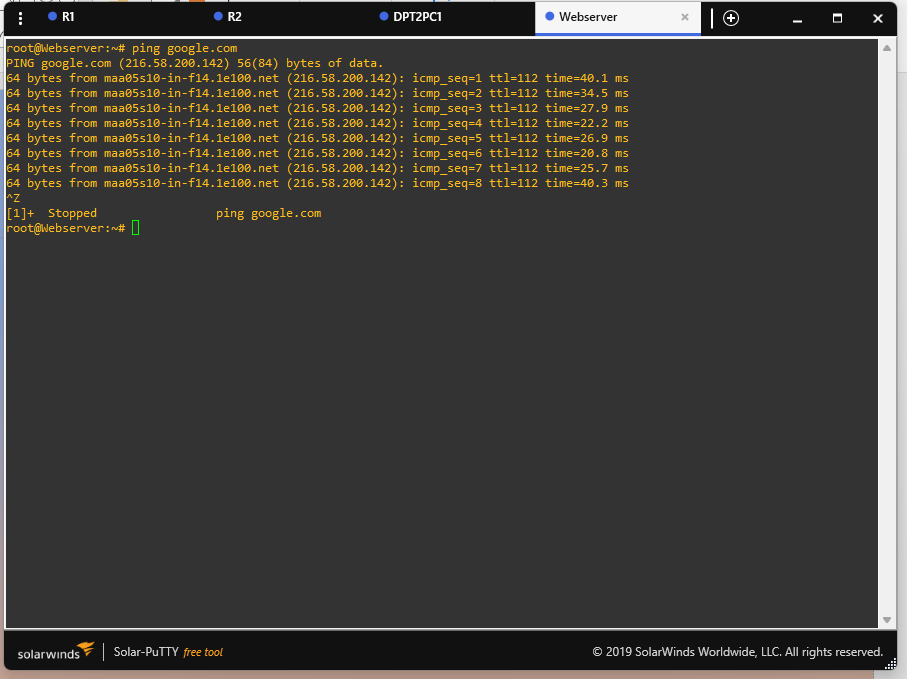 R1 R2 DPT2PC1 Webserver
root@Webserver:~# ping google.com
PING google.com (216.58.200.142) 56(84) bytes of data.
64 bytes from maa05s10-in-f14.1e100.net (216.58.200.142): icmp_seq=1 ttl=112 time=40.1 ms
64 bytes from maa05s10-in-f14.1e100.net (216.58.200.142): icmp_seq=2 ttl=112 time=34.5 ms
64 bytes from maa05s10-in-f14.1e100.net (216.58.200.142): icmp_seq=3 ttl=112 time=27.9 ms
64 bytes from maa05s10-in-f14.1e100.net (216.58.200.142): icmp_seq=4 ttl=112 time=22.2 ms
64 bytes from maa05s10-in-f14.1e100.net (216.58.200.142): icmp_seq=5 ttl=112 time=26.9 ms
64 bytes from maa05s10-in-f14.1e100.net (216.58.200.142): icmp_seq=6 ttl=112 time=20.8 ms
64 bytes from maa05s10-in-f14.1e100.net (216.58.200.142): icmp_seq=7 ttl=112 time=25.7 ms
64 bytes from maa05s10-in-f14.1e100.net (216.58.200.142): icmp_seq=8 ttl=112 time=40.3 ms
^Z
[1]+  Stopped                 ping google.com
root@Webserver:~#
solarwinds Solar-PuTTY free tool © 2019 SolarWinds Worldwide, LLC. All rights reserved.